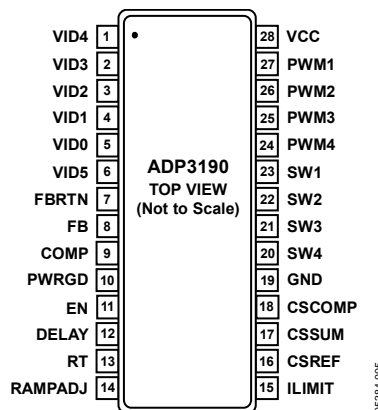 VID4 1 28 VCC
VID3 2 27 PWM1
VID2 3 26 PWM2
VID1 4 25 PWM3
VID0 5 24 PWM4
VID5 6 23 SW1
FBRTN 7 22 SW2
FB 8 21 SW3
COMP 9 20 SW4
PWRGD 10 19 GND
EN 11 18 CSCOMP
DELAY 12 17 CSSUM
RT 13 16 CSREF
RAMPADJ 14 15 ILIMIT
ADP3190
TOP VIEW
(Not to Scale)